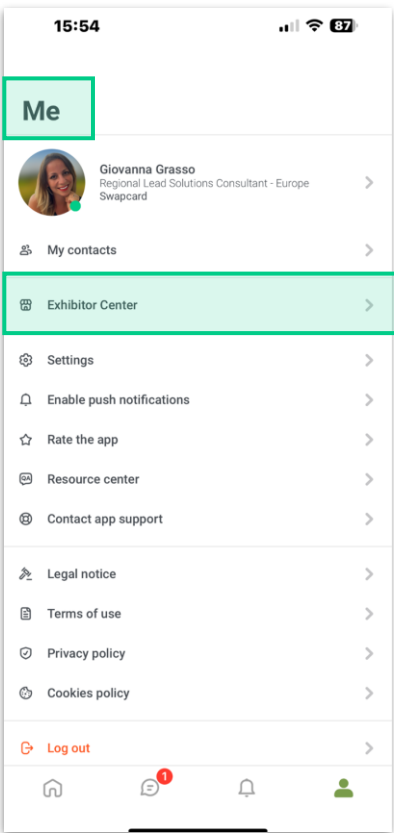 15:54
87
Me
Giovanna Grasso
Regional Lead Solutions Consultant - Europe
Swapcard
My contacts
Exhibitor Center
Settings
Enable push notifications
Rate the app
Resource center
Contact app support
Legal notice
Terms of use
Privacy policy
Cookies policy
Log out
1